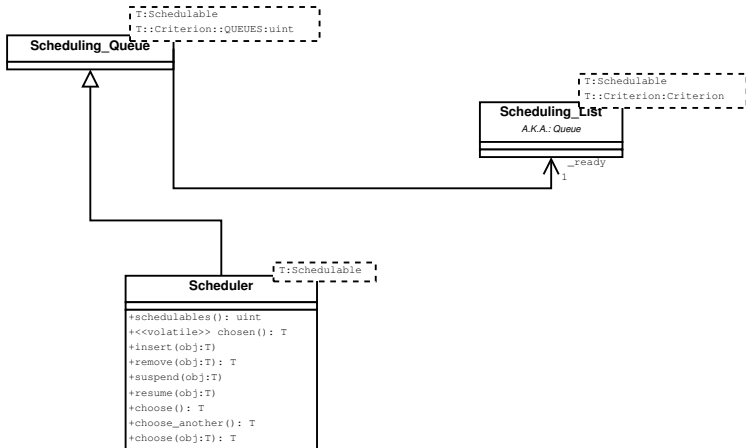 T:Schedulable
T::Criterion::QUEUES:uint
Scheduling_Queue
T:Schedulable
T::Criterion:Criterion
Scheduling_List
A.K.A.: Queue
_ready
1
T:Schedulable
Scheduler
+schedulables(): uint
+<<volatile>> chosen(): T
+insert(obj:T)
+remove(obj:T): T
+suspend(obj:T)
+resume(obj:T)
+choose(): T
+choose_another(): T
+choose(obj:T): T